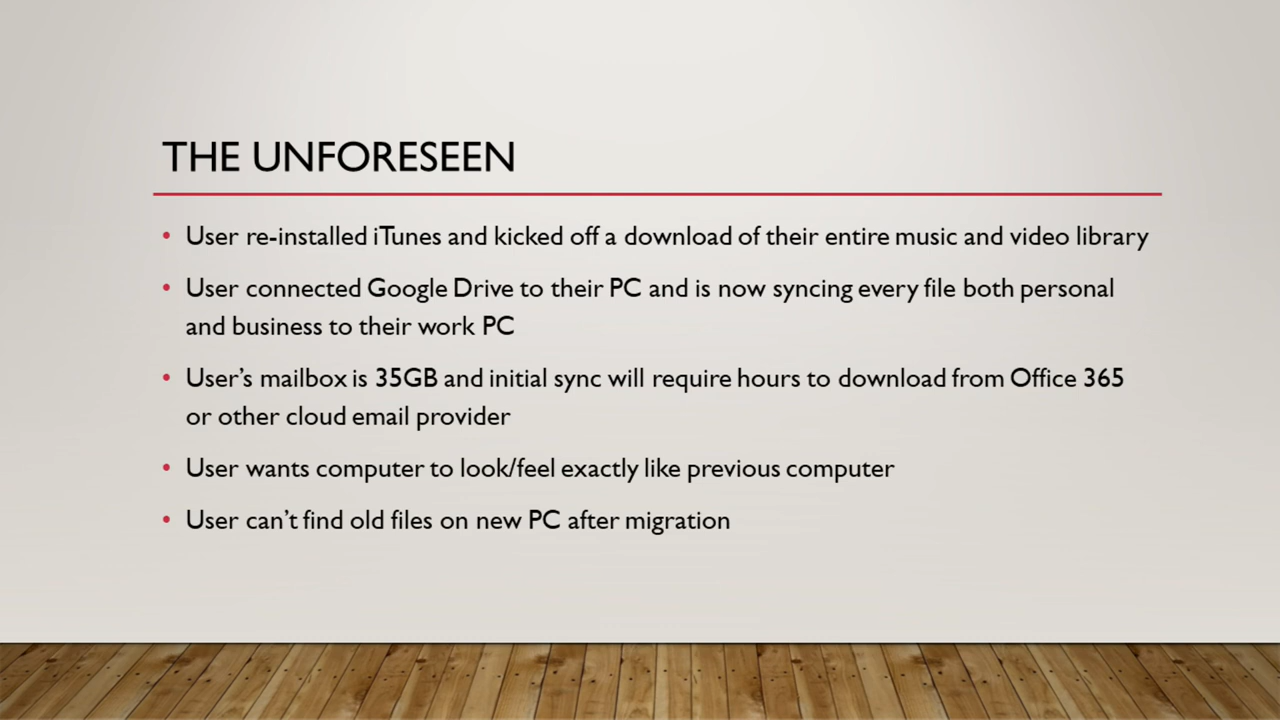 THE UNFORESEEN
• User re-installed iTunes and kicked off a download of their entire music and video library
• User connected Google Drive to their PC and is now syncing every file both personal
and business to their work PC
• User’s mailbox is 35GB and initial sync will require hours to download from Office 365
or other cloud email provider
• User wants computer to look/feel exactly like previous computer
• User can’t find old files on new PC after migration